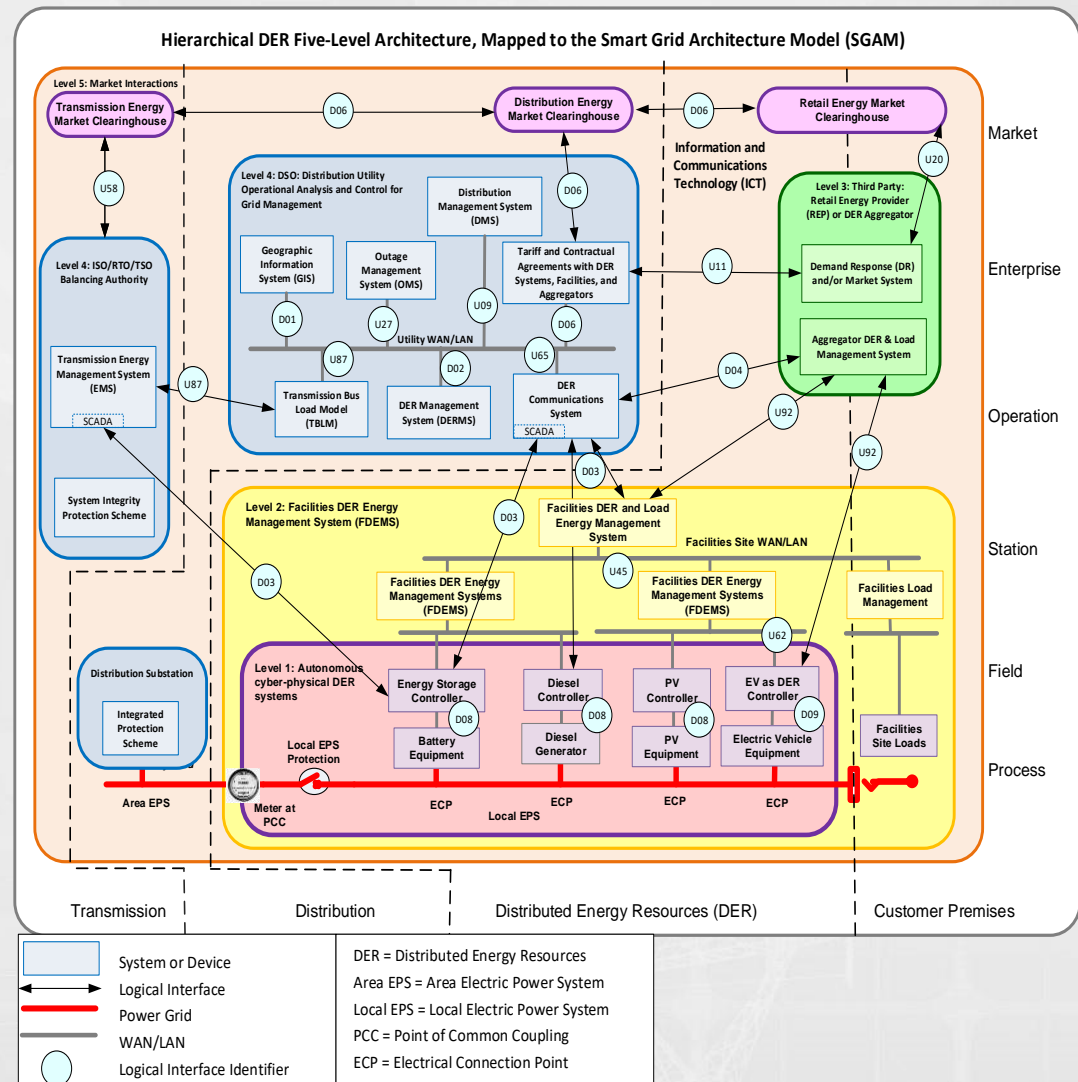 Hierarchical DER Five-Level Architecture, Mapped to the Smart Grid Architecture Model (SGAM)
Level 5: Market Interactions
Transmission Energy
Market Clearinghouse
D06
Distribution Energy
Market Clearinghouse
D06
Retail Energy Market
Clearinghouse
Market
Information and
Communications
Technology (ICT)
U58
U20
Level 4: DSO: Distribution Utility
Operational Analysis and Control for
Grid Management
Distribution
Management System
(DMS)
D06
Level 3: Third Party:
Retail Energy Provider
(REP) or DER Aggregator
Level 4: ISO/RTO/TSO
Balancing Authority
Geographic
Information
System (GIS)
Outage
Management
System (OMS)
Tariff and Contractual
Agreements with DER
Systems, Facilities, and
Aggregators
U11
Demand Response (DR)
and/or Market System
Enterprise
D01
U27
U09
D06
Utility WAN/LAN
Transmission Energy
Management System
(EMS)
SCADA
U87
U87
D02
U65
Aggregator DER & Load
Management System
Transmission Bus
Load Model
(TBLM)
DER Management
System (DERMS)
DER
Communications
System
SCADA
D04
U92
Operation
U92
D03
System Integrity
Protection Scheme
Level 2: Facilities DER Energy
Management System (FDEMS)
D03
Facilities DER and Load
Energy Management
System
Facilities Site WAN/LAN
Station
D03
U45
Facilities DER Energy
Management Systems
(FDEMS)
Facilities DER Energy
Management Systems
(FDEMS)
Facilities Load
Management
U62
Level 1: Autonomous
cyber-physical DER
systems
Distribution Substation
Integrated
Protection
Scheme
Energy Storage
Controller
Diesel
Controller
PV
Controller
EV as DER
Controller
Field
D08
D08
D08
D09
Battery
Equipment
Diesel
Generator
PV
Equipment
Electric Vehicle
Equipment
Facilities
Site Loads
Local EPS
Protection
Process
Area EPS
Meter at
PCC
ECP
ECP
ECP
ECP
Local EPS
Transmission
Distribution
Distributed Energy Resources (DER)
Customer Premises
System or Device
Logical Interface
Power Grid
WAN/LAN
Logical Interface Identifier
DER = Distributed Energy Resources
Area EPS = Area Electric Power System
Local EPS = Local Electric Power System
PCC = Point of Common Coupling
ECP = Electrical Connection Point